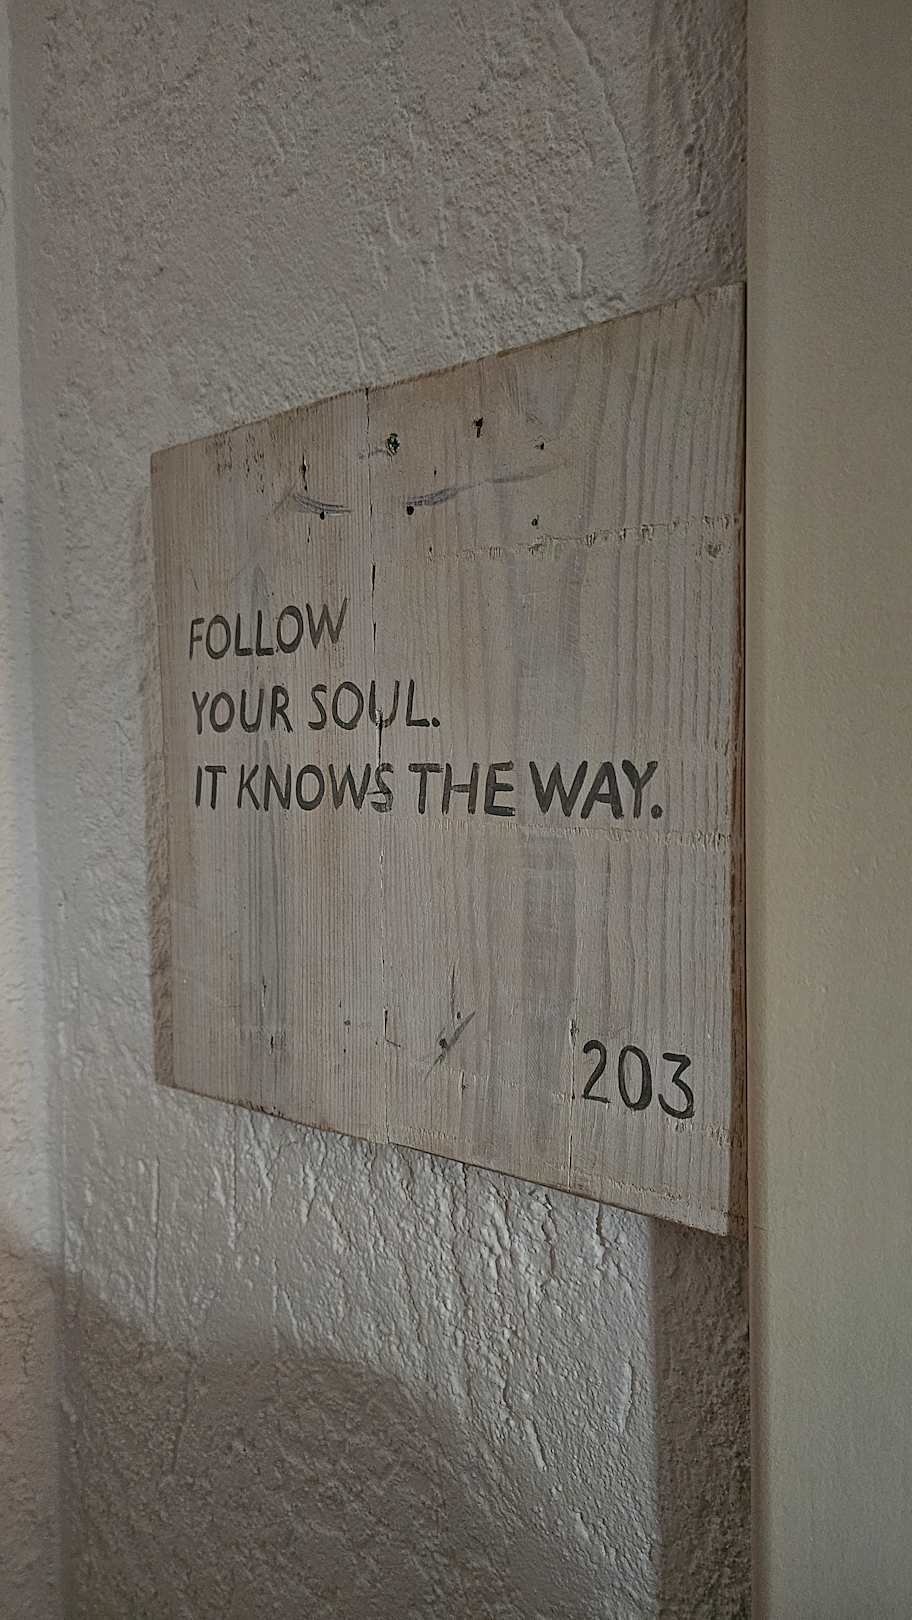 FOLLOW
YOUR SOUL.
IT KNOWS THE WAY.
203